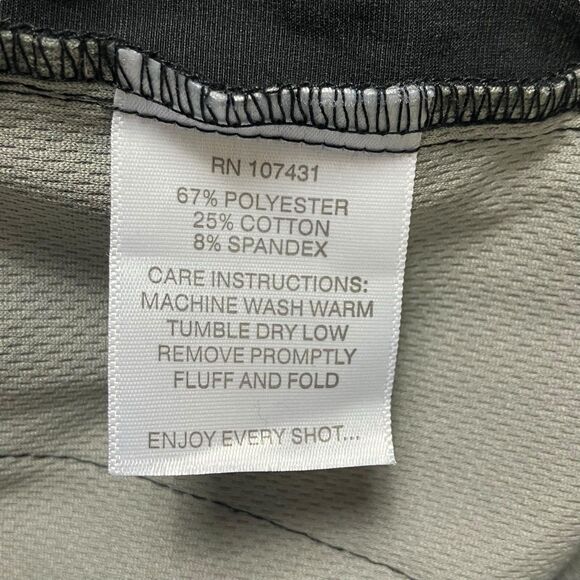 RN 107431
67% POLYESTER
25% COTTON
8% SPANDEX
CARE INSTRUCTIONS:
MACHINE WASH WARM
TUMBLE DRY LOW
REMOVE PROMPTLY
FLUFF AND FOLD
ENJOY EVERY SHOT...